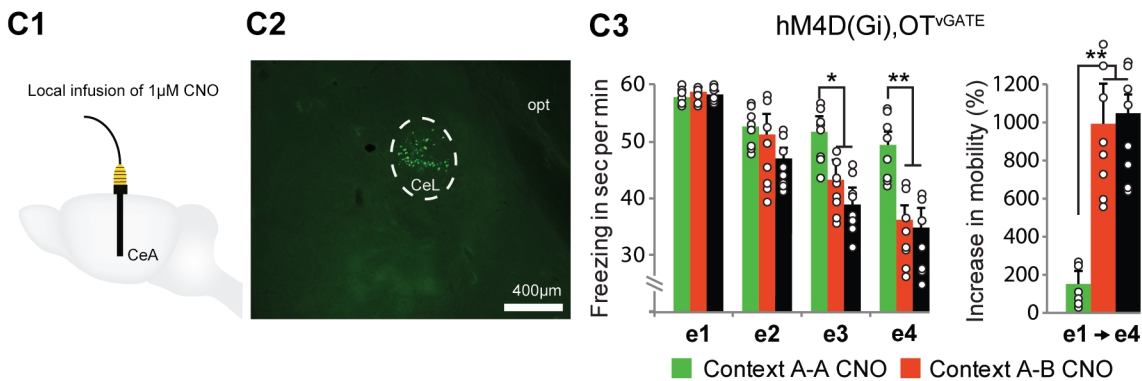 C1
Local infusion of 1µM CNO
CeA
C2
opt
CeL
400µm
C3
hM4D(Gi),OTvGATE
Freezing in sec per min
60
50
40
30
*
**
e1 e2 e3 e4
Increase in mobility (%)
1200
1000
800
600
400
200
0
**
e1 → e4
Context A-A CNO Context A-B CNO